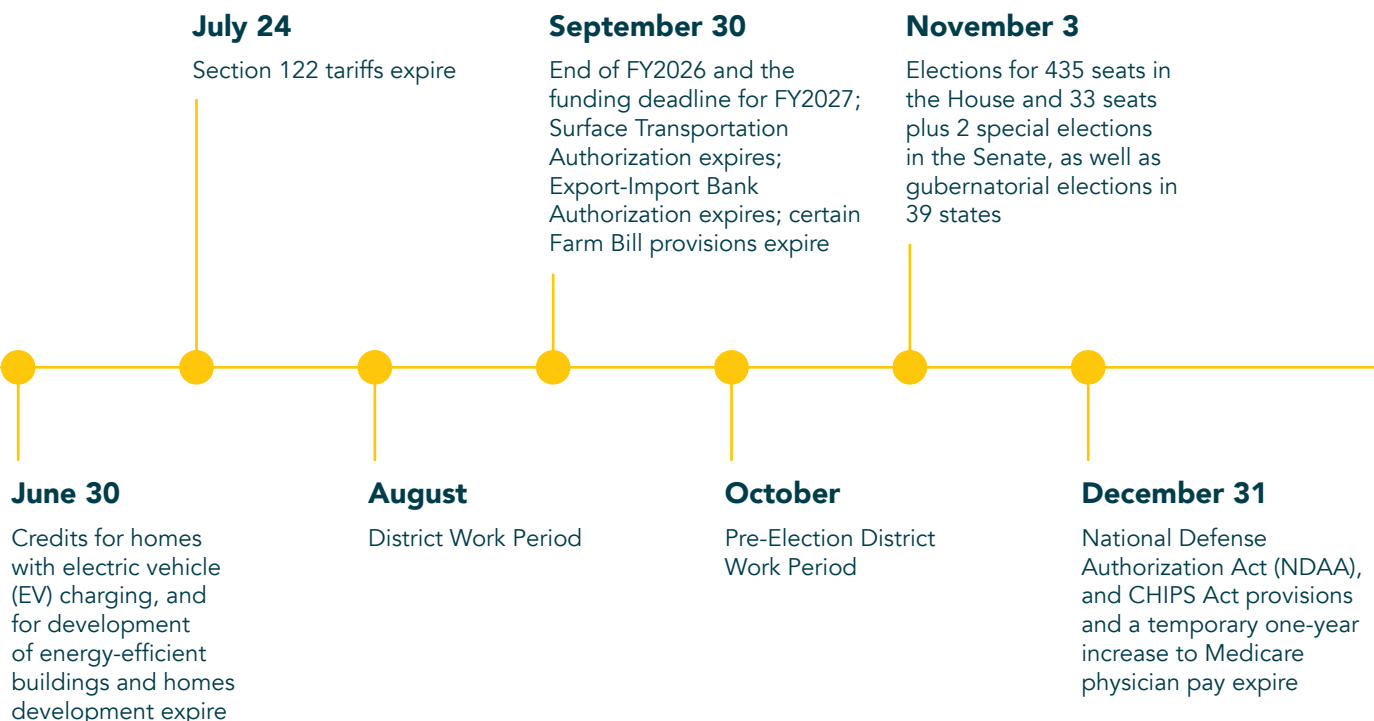 July 24
Section 122 tariffs expire
September 30
End of FY2026 and the
funding deadline for FY2027;
Surface Transportation
Authorization expires;
Export-Import Bank
Authorization expires; certain
Farm Bill provisions expire
November 3
Elections for 435 seats in
the House and 33 seats
plus 2 special elections
in the Senate, as well as
gubernatorial elections in
39 states
June 30
Credits for homes
with electric vehicle
(EV) charging, and
for development
of energy-efficient
buildings and homes
development expire
August
District Work Period
October
Pre-Election District
Work Period
December 31
National Defense
Authorization Act (NDAA),
and CHIPS Act provisions
and a temporary one-year
increase to Medicare
physician pay expire